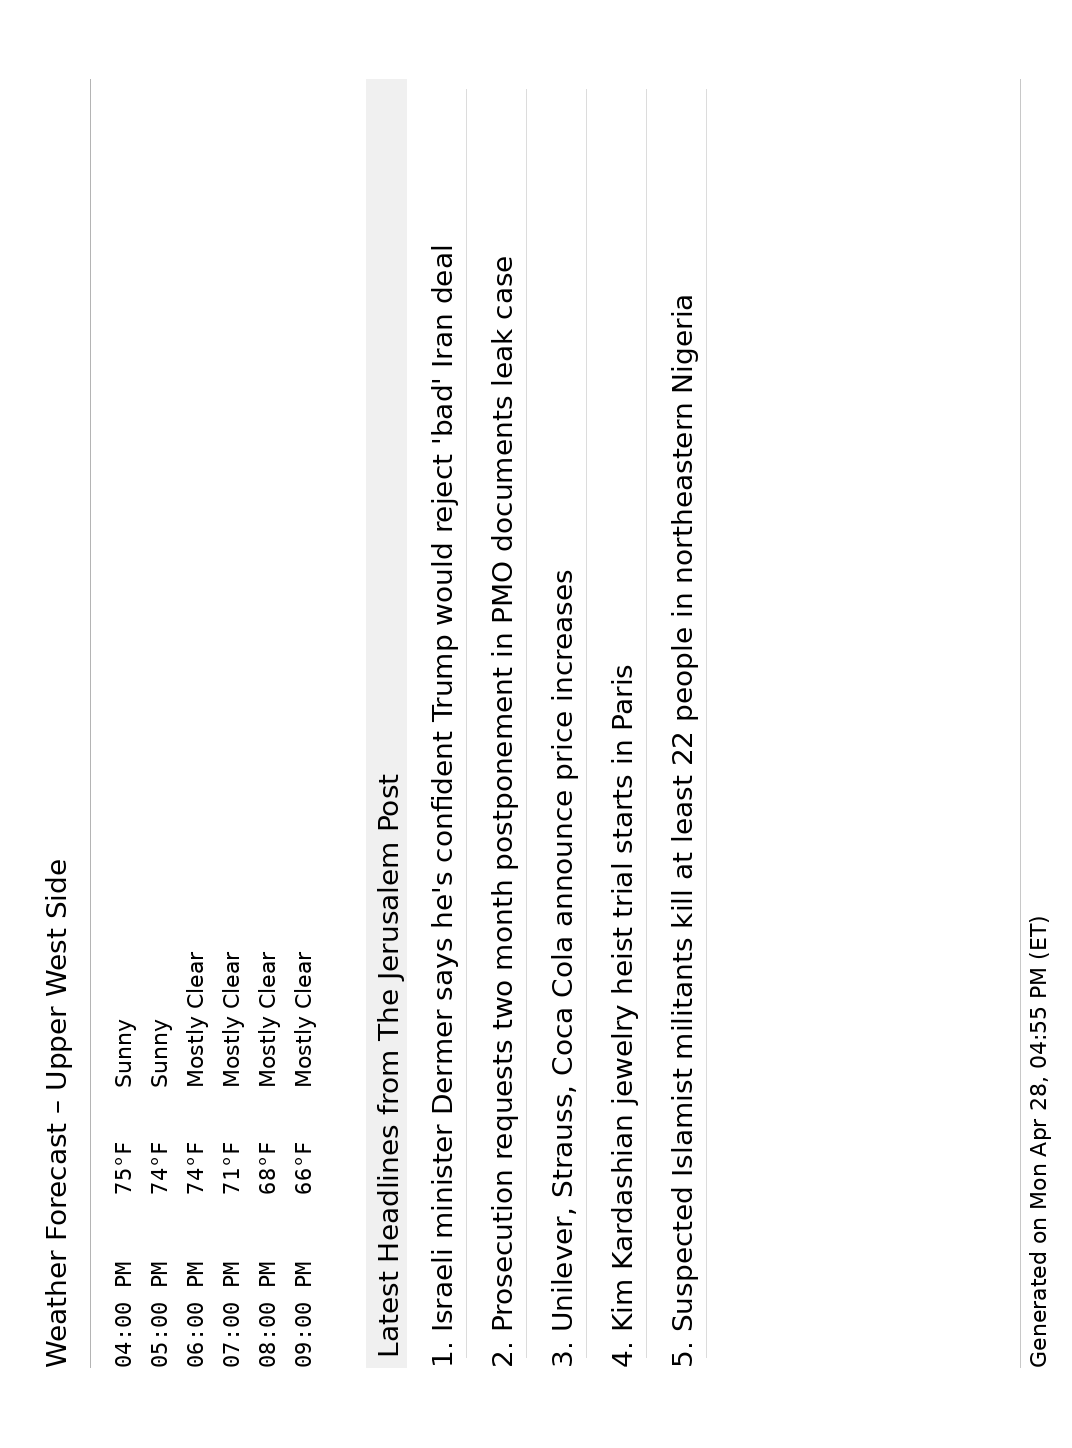 Weather Forecast – Upper West Side
04:00 PM 75°F Sunny
05:00 PM 74°F Sunny
06:00 PM 74°F Mostly Clear
07:00 PM 71°F Mostly Clear
08:00 PM 68°F Mostly Clear
09:00 PM 66°F Mostly Clear
Latest Headlines from The Jerusalem Post
1. Israeli minister Dermer says he's confident Trump would reject 'bad' Iran deal
2. Prosecution requests two month postponement in PMO documents leak case
3. Unilever, Strauss, Coca Cola announce price increases
4. Kim Kardashian jewelry heist trial starts in Paris
5. Suspected Islamist militants kill at least 22 people in northeastern Nigeria
Generated on Mon Apr 28, 04:55 PM (ET)